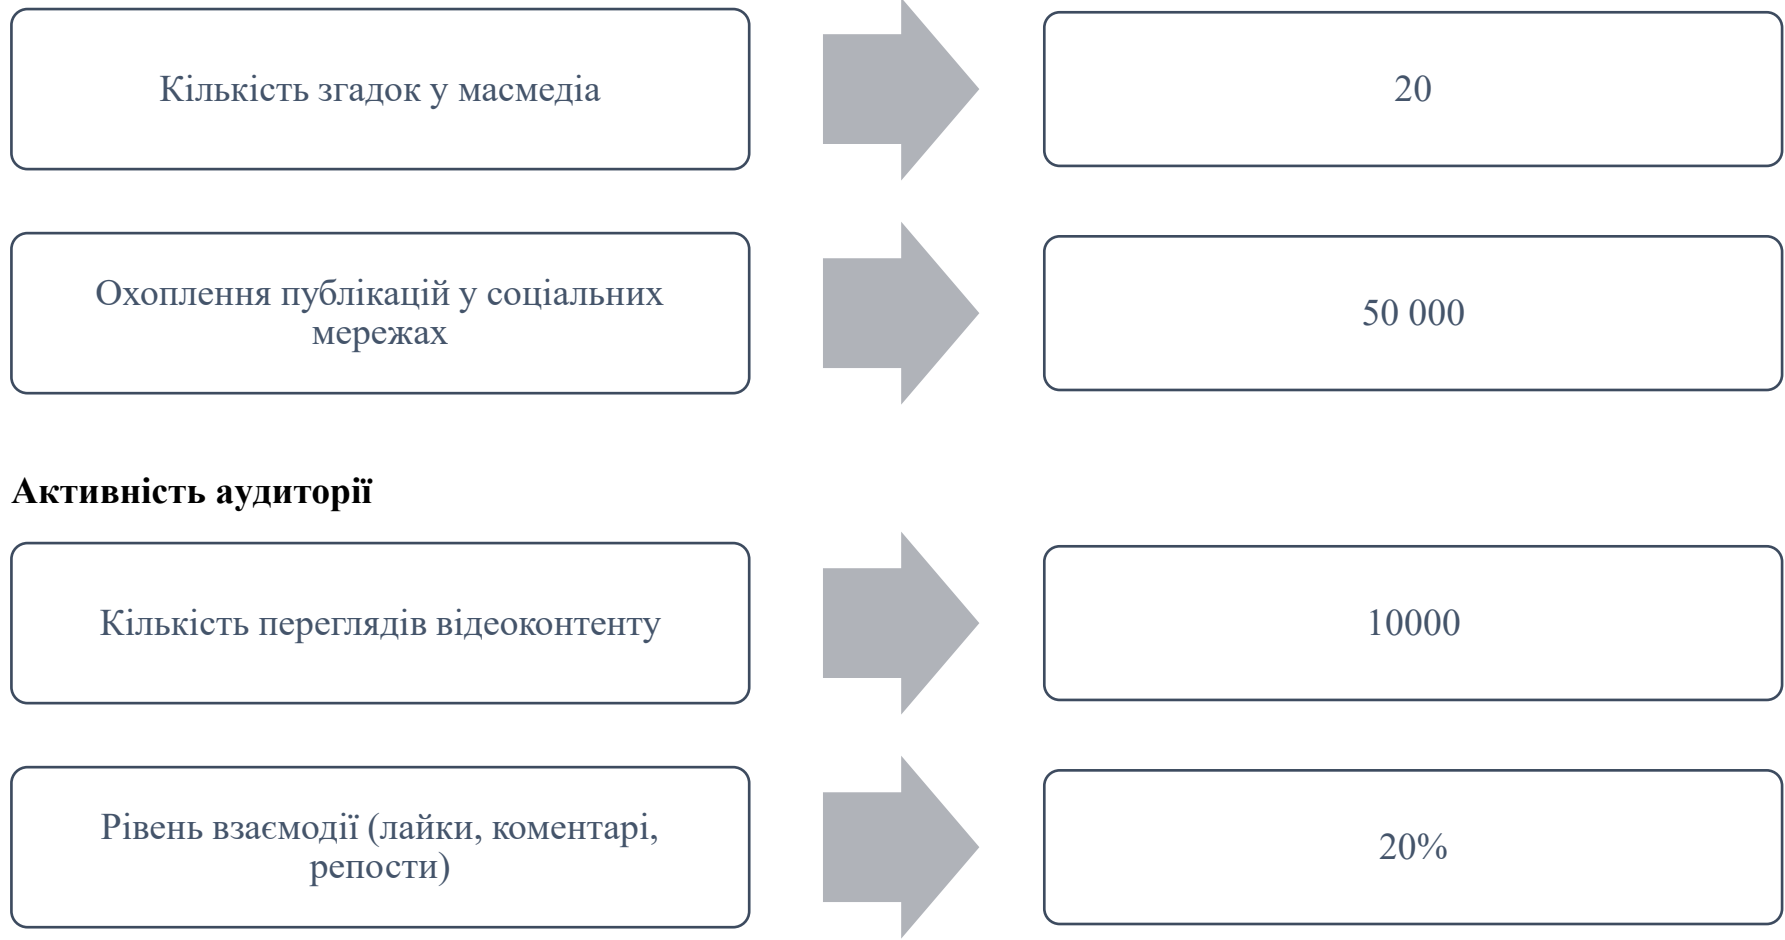 Кількість згадок у масмедіа
20
Охоплення публікацій у соціальних
мережах
50 000
Активність аудиторії
Кількість переглядів відеоконтенту
10000
Рівень взаємодії (лайки, коментарі,
репости)
20%